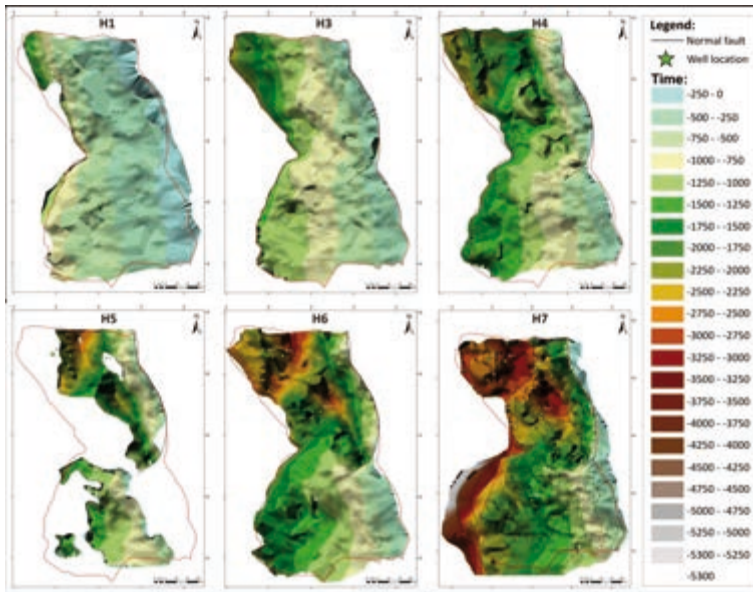 H1
H3
H4
H5
H6
H7
Legend:
Normal fault
Well location
Time:
-250 - 0
-500 - -250
-750 - -500
-1000 - -750
-1250 - -1000
-1500 - -1250
-1750 - -1500
-2000 - -1750
-2250 - -2000
-2500 - -2250
-2750 - -2500
-3000 - -2750
-3250 - -3000
-3500 - -3250
-3750 - -3500
-4000 - -3750
-4250 - -4000
-4500 - -4250
-4750 - -4500
-5000 - -4750
-5250 - -5000
-5300 - -5250
-5300